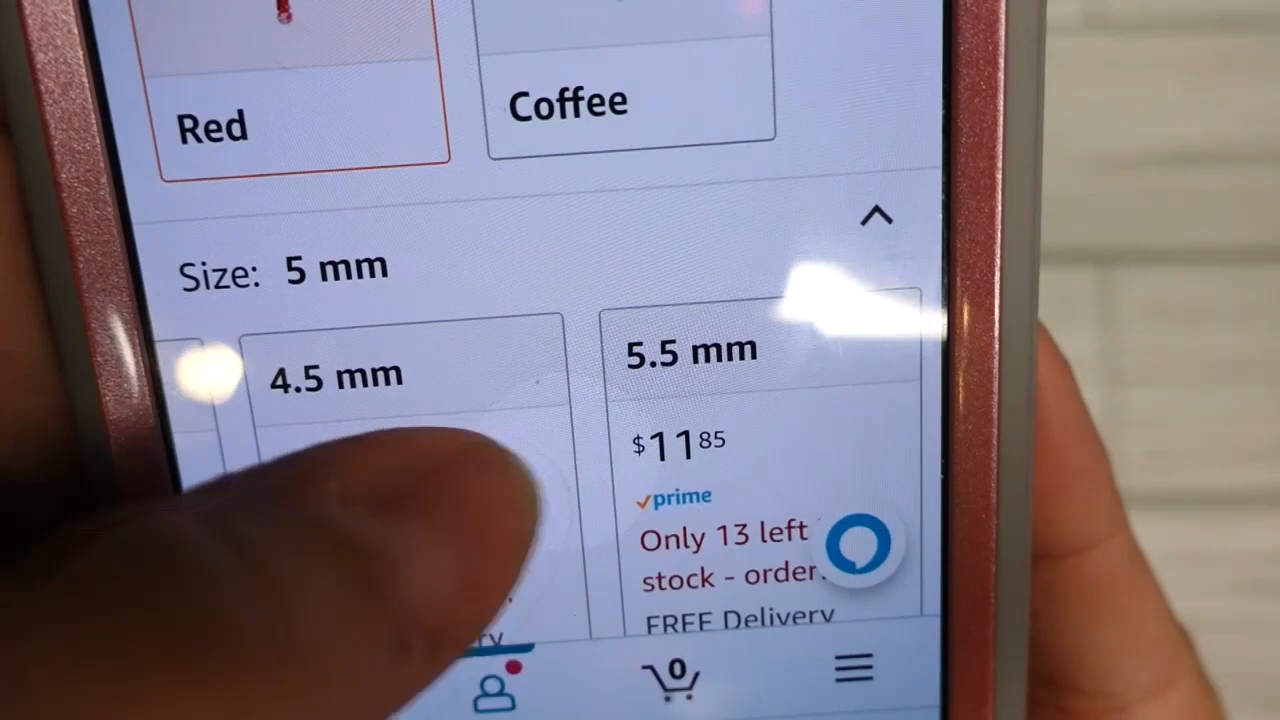 Red
Coffee
Size: 5 mm
4.5 mm
5.5 mm
$11 85
prime
Only 13 left
stock - order
FREE Delivery
ry
0